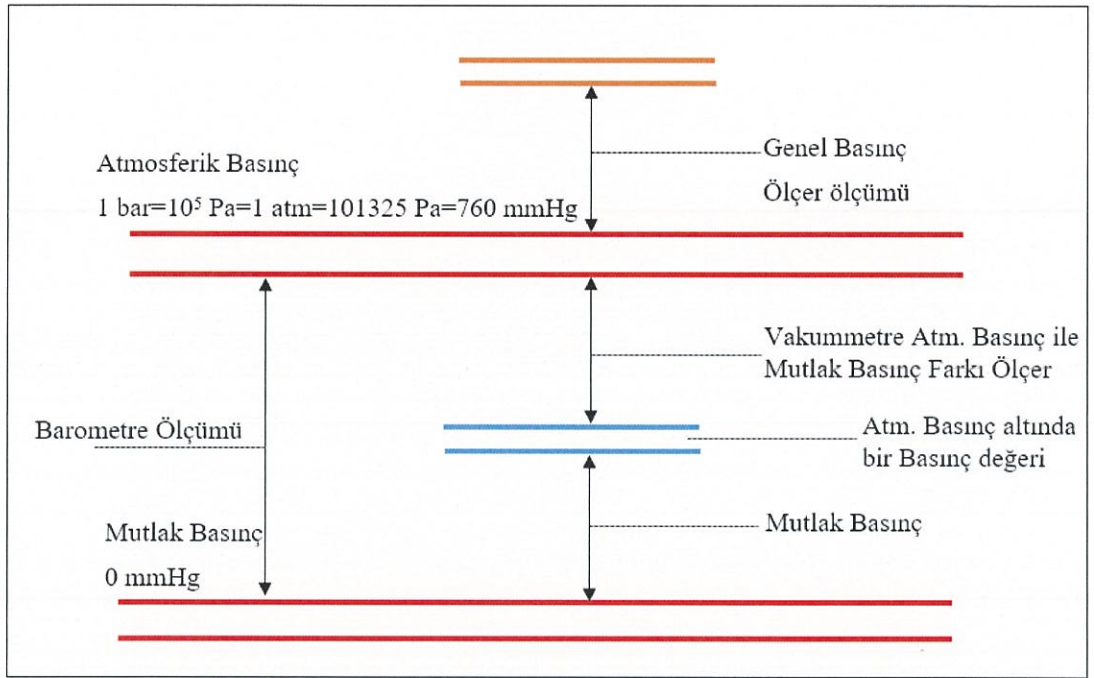 Genel Basınç
Ölçer ölçümü
Atmosferik Basınç
1 bar=10⁵ Pa=1 atm=101325 Pa=760 mmHg
Vakummetre Atm. Basınç ile
Mutlak Basınç Farkı Ölçer
Barometre Ölçümü
Atm. Basınç altında
bir Basınç değeri
Mutlak Basınç
0 mmHg
Mutlak Basınç